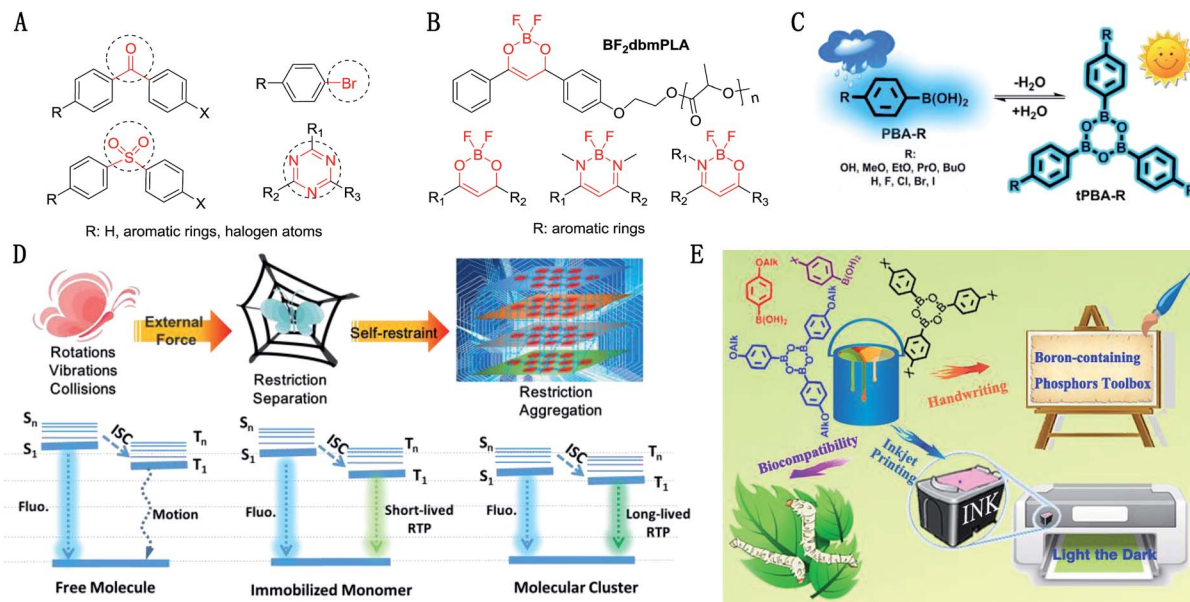 A
O
R
X
R
Br
O
O
S
R
X
R₁
N
N
N
R₂
R₃
R: H, aromatic rings, halogen atoms
B
F
F
B
O
O
BF₂dbmPLA
O
O
O
O
n
F
F
B
O
O
R₁
R₂
F
F
B
N
N
R₁
R₂
F
F
R₁
B
N
O
R₂
R₃
R: aromatic rings
C
R
B(OH)₂
PBA-R
R:
OH, MeO, EtO, PrO, BuO
H, F, Cl, Br, I
-H₂O
+H₂O
R
B
O
O
B
B
O
R
R
tPBA-R
D
Rotations
Vibrations
Collisions
External
Force
Restriction
Separation
Self-restraint
Restriction
Aggregation
Sₙ
S₁
ISC
Tₙ
T₁
Fluo.
Motion
Free Molecule
Sₙ
S₁
ISC
Tₙ
T₁
Fluo.
Short-lived
RTP
Immobilized Monomer
Sₙ
S₁
ISC
Tₙ
T₁
Fluo.
Long-lived
RTP
Molecular Cluster
E
OAlk
B(OH)₂
X
B(OH)₂
X
B
O
O
B
B
O
X
X
OAlk
OAlk
B
O
O
B
B
O
AlkO
Handwriting
Boron-containing
Phosphors Toolbox
Biocompatibility
Inkjet
Printing
INK
Light the Dark